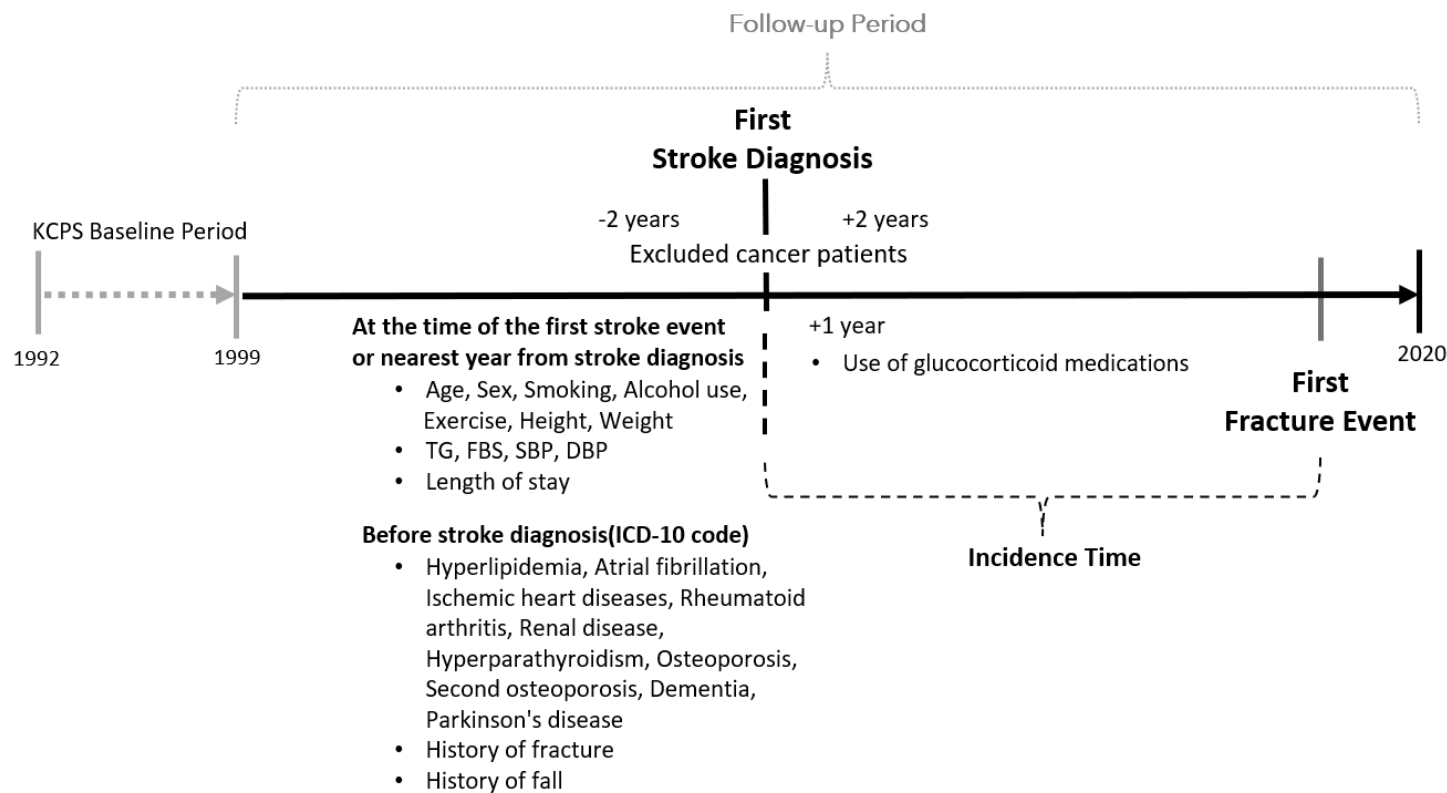 Follow-up Period
First
Stroke Diagnosis
-2 years
+2 years
KCPS Baseline Period
Excluded cancer patients
1992
1999
2020
At the time of the first stroke event
or nearest year from stroke diagnosis
• Age, Sex, Smoking, Alcohol use,
Exercise, Height, Weight
• TG, FBS, SBP, DBP
• Length of stay
+1 year
• Use of glucocorticoid medications
First
Fracture Event
Incidence Time
Before stroke diagnosis(ICD-10 code)
• Hyperlipidemia, Atrial fibrillation,
Ischemic heart diseases, Rheumatoid
arthritis, Renal disease,
Hyperparathyroidism, Osteoporosis,
Second osteoporosis, Dementia,
Parkinson's disease
• History of fracture
• History of fall